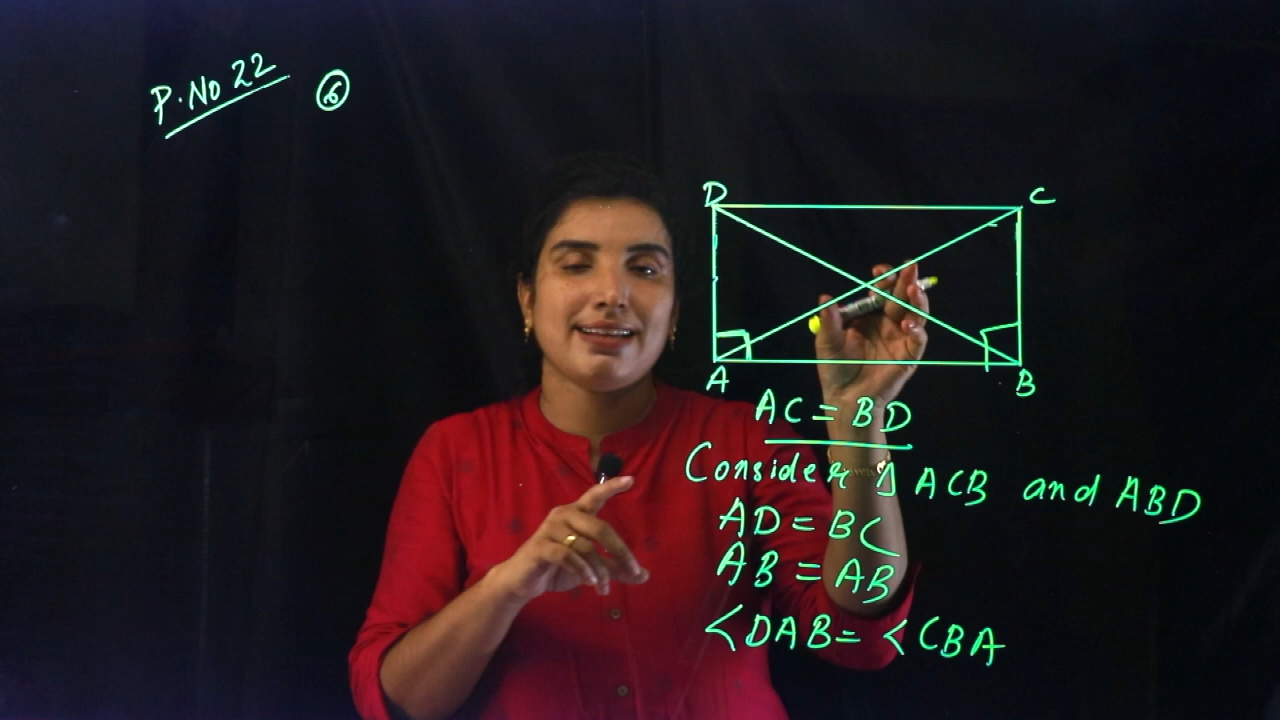 P.No 22
6
D
C
A
B
AC = BD
Consider Δ ACB and ABD
AD = BC
AB = AB
<DAB = <CBA